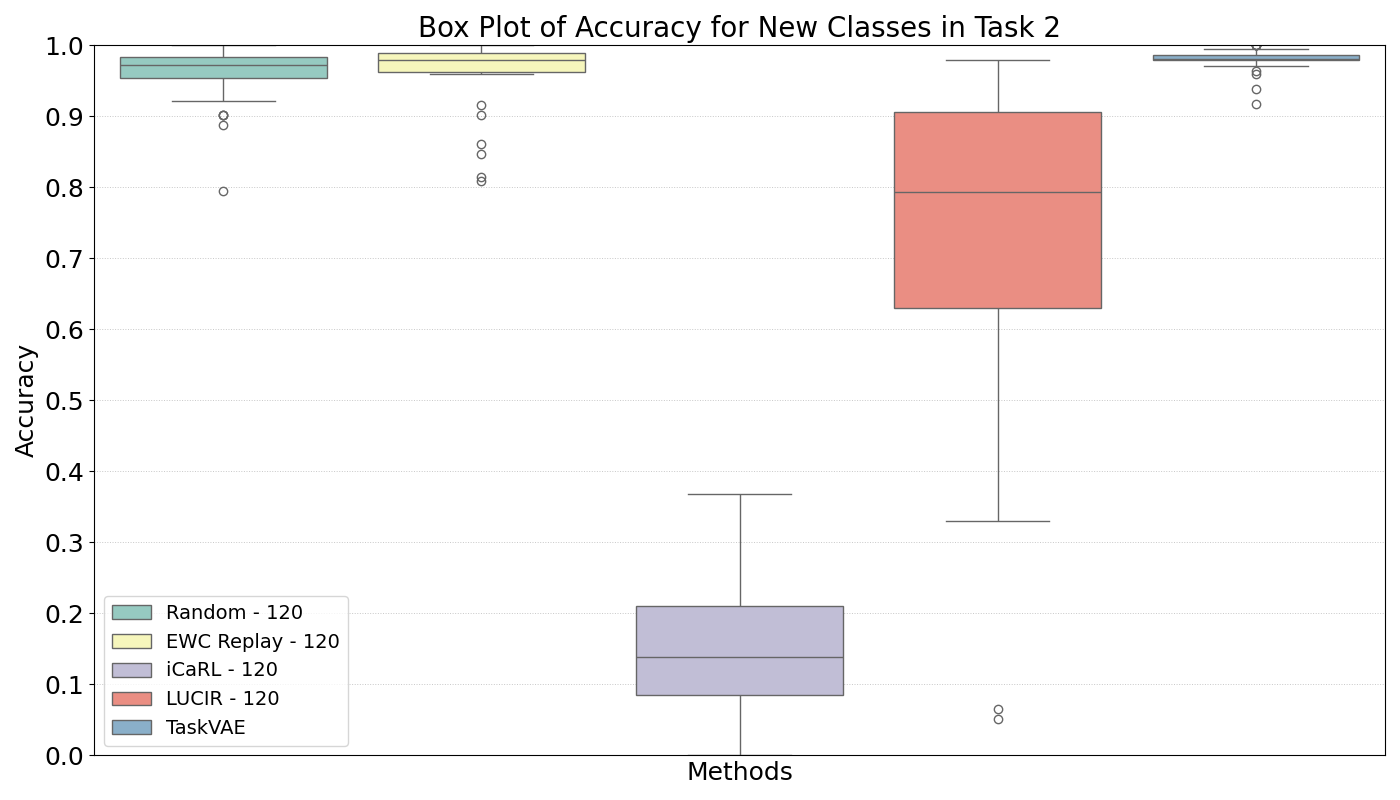 Box Plot of Accuracy for New Classes in Task 2
1.0
0.9
0.8
0.7
0.6
0.5
0.4
0.3
0.2
0.1
0.0
Accuracy
Random - 120
EWC Replay - 120
iCaRL - 120
LUCIR - 120
TaskVAE
Methods